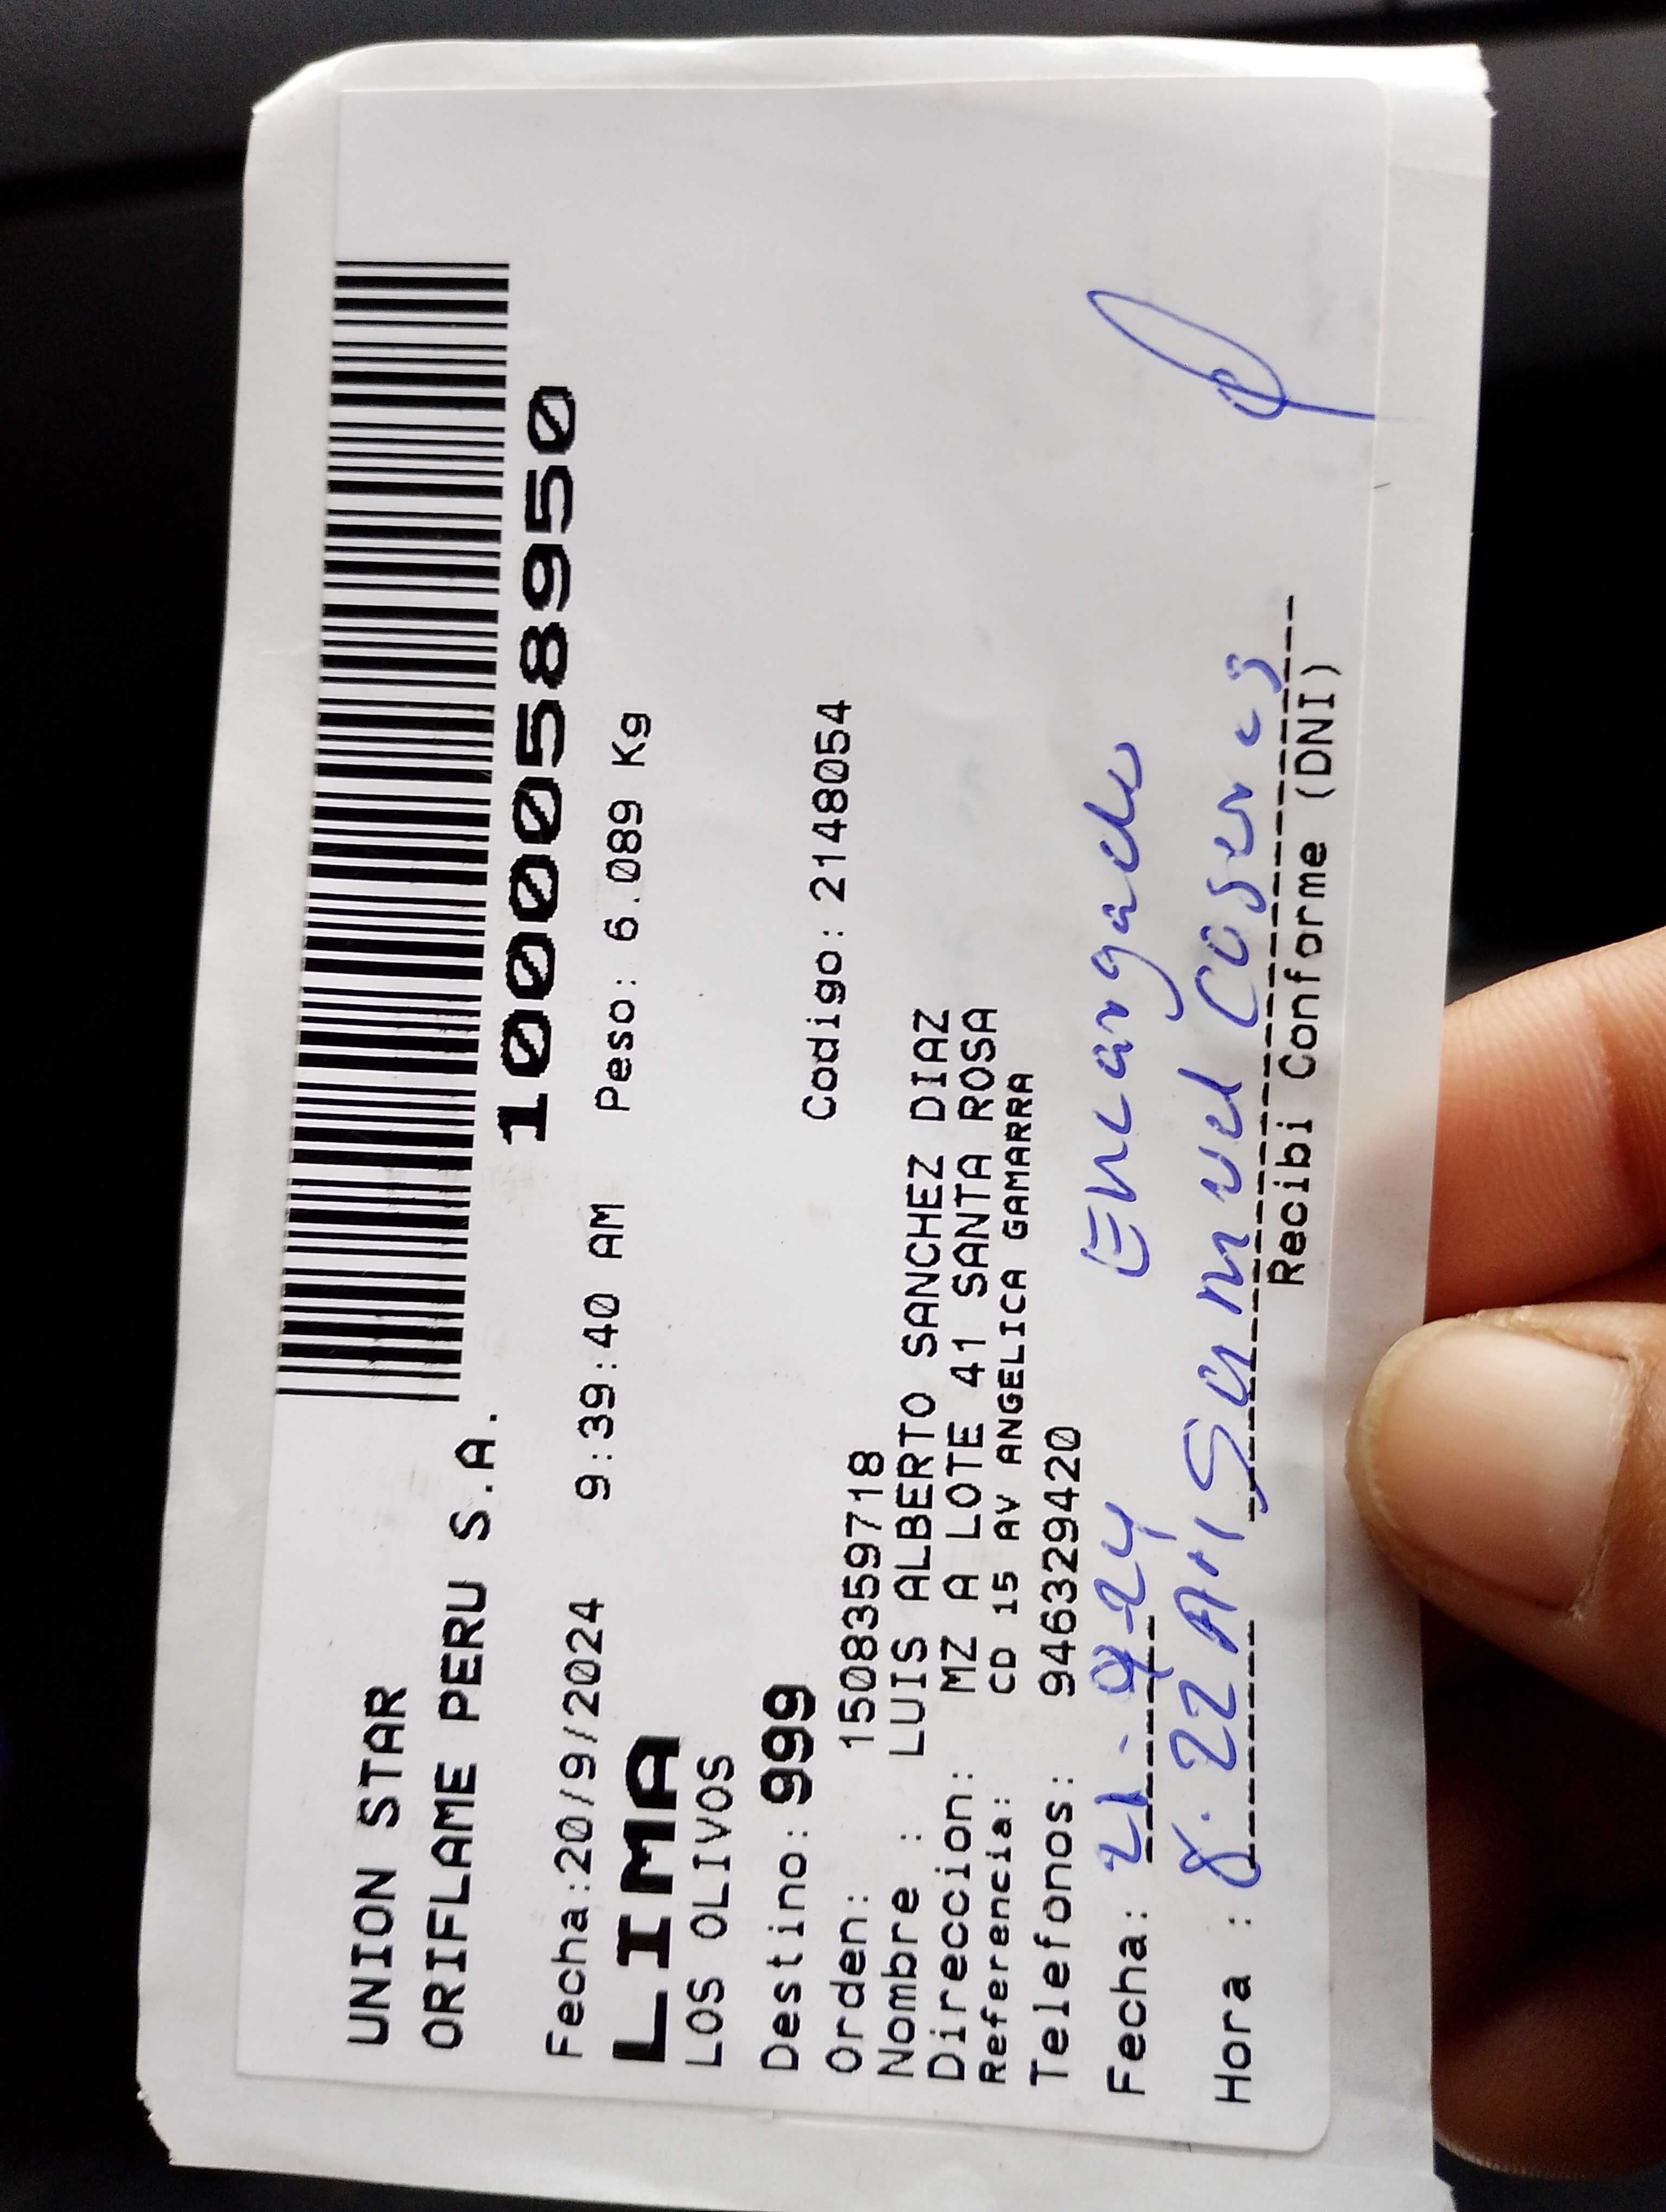 UNION STAR
ORIFLAME PERU S.A.
1000058950
Fecha:20/9/2024 9:39:40 AM Peso: 6.089 Kg
LIMA
LOS OLIVOS
Destino: 999 Codigo: 2148054
Orden: 1508359718
Nombre : LUIS ALBERTO SANCHEZ DIAZ
Direccion: MZ A LOTE 41 SANTA ROSA
Referencia: CD 15 AV ANGELICA GAMARRA
Telefonos: 946329420
Fecha: 21-9-24 Encargado
Hora : 8:22 AM Samuel
Recibi Conforme (DNI)